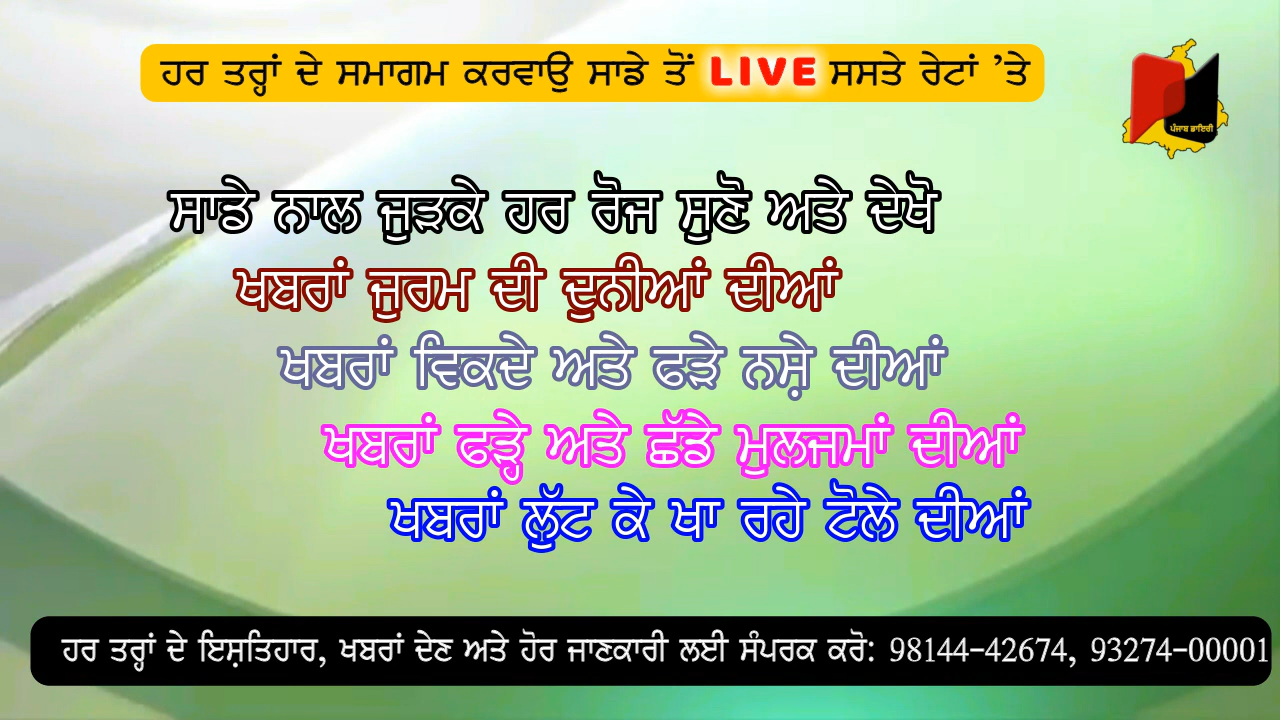 ਹਰ ਤਰ੍ਹਾਂ ਦੇ ਸਮਾਗਮ ਕਰਵਾਉ ਸਾਡੇ ਤੋਂ LIVE ਸਸਤੇ ਰੇਟਾਂ ’ਤੇ
ਪੰਜਾਬ ਡਾਇਰੀ
ਸਾਡੇ ਨਾਲ ਜੁੜਕੇ ਹਰ ਰੋਜ ਸੁਣੋ ਅਤੇ ਦੇਖੋ
ਖਬਰਾਂ ਜੁਰਮ ਦੀ ਦੁਨੀਆਂ ਦੀਆਂ
ਖਬਰਾਂ ਵਿਕਦੇ ਅਤੇ ਫੜੇ ਨਸ਼ੇ ਦੀਆਂ
ਖਬਰਾਂ ਫੜ੍ਹੇ ਅਤੇ ਛੱਡੇ ਮੁਲਜਮਾਂ ਦੀਆਂ
ਖਬਰਾਂ ਲੁੱਟ ਕੇ ਖਾ ਰਹੇ ਟੋਲੇ ਦੀਆਂ
ਹਰ ਤਰ੍ਹਾਂ ਦੇ ਇਸ਼ਤਿਹਾਰ, ਖਬਰਾਂ ਦੇਣ ਅਤੇ ਹੋਰ ਜਾਣਕਾਰੀ ਲਈ ਸੰਪਰਕ ਕਰੋ: 98144-42674, 93274-00001